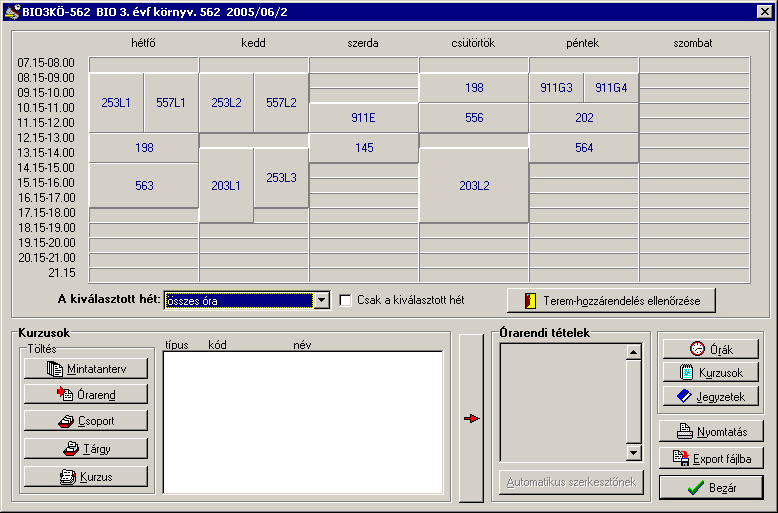 BIO3KÖ-562 BIO 3. évf környv. 562 2005/06/2
hétfő kedd szerda csütörtök péntek szombat
07.15-08.00
08.15-09.00
09.15-10.00
10.15-11.00
11.15-12.00
12.15-13.00
13.15-14.00
14.15-15.00
15.15-16.00
16.15-17.00
17.15-18.00
18.15-19.00
19.15-20.00
20.15-21.00
21.15
253L1 557L1 253L2 557L2 198 911G3 911G4
911E 556 202
198 145 564
563 203L1 253L3 203L2
A kiválasztott hét: összes óra Csak a kiválasztott hét Terem-hozzárendelés ellenőrzése
Kurzusok
Töltés
Mintatanterv
Órarend
Csoport
Tárgy
Kurzus
típus kód név
Órarendi tételek
Automatikus szerkesztőnek
Órák
Kurzusok
Jegyzetek
Nyomtatás
Export fájlba
Bezár